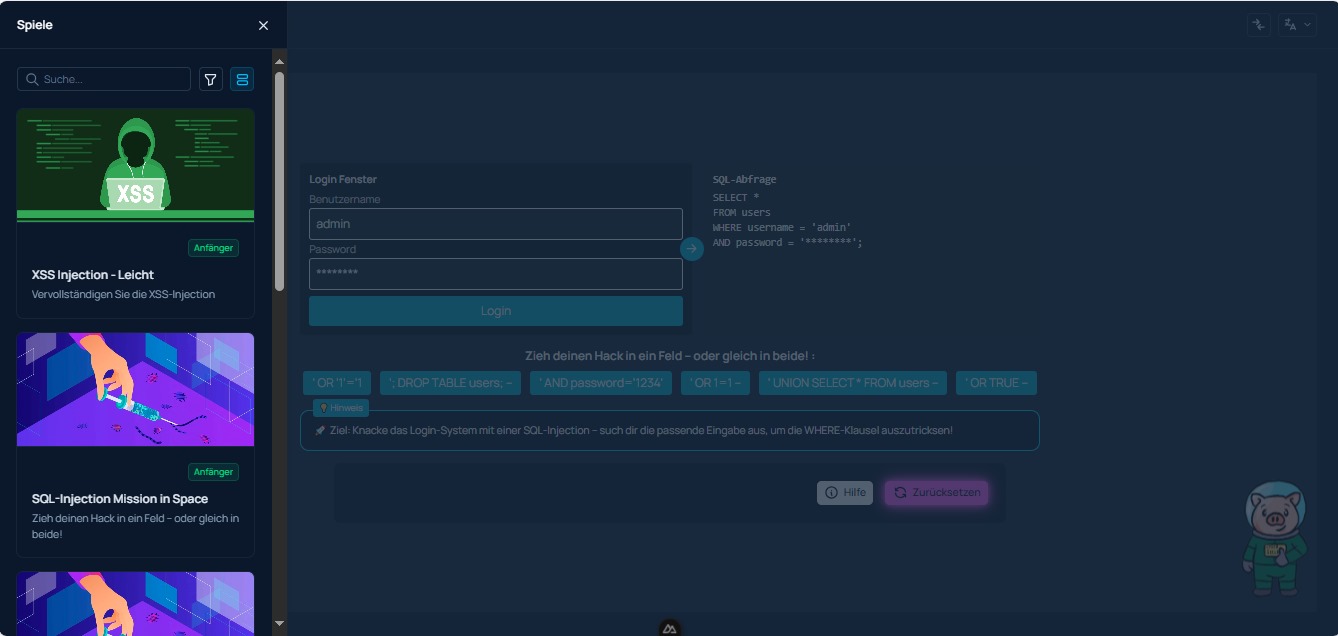 Spiele
Suche...
XSS
Anfänger
XSS Injection - Leicht
Vervollständigen Sie die XSS-Injection
Anfänger
SQL-Injection Mission in Space
Zieh deinen Hack in ein Feld – oder gleich in
beide!
Login Fenster
Benutzername
admin
Password
********
Login
SQL-Abfrage
SELECT *
FROM users
WHERE username = 'admin'
AND password = '********';
Zieh deinen Hack in ein Feld – oder gleich in beide! :
' OR '1'='1
'; DROP TABLE users; –
' AND password='1234'
' OR 1=1 –
' UNION SELECT * FROM users –
' OR TRUE –
Hinweis
🚀 Ziel: Knacke das Login-System mit einer SQL-Injection – such dir die passende Eingabe aus, um die WHERE-Klausel auszutricksen!
Hilfe
Zurücksetzen